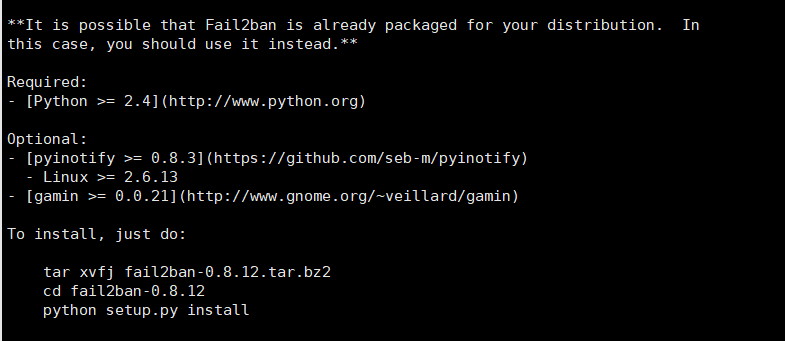 **It is possible that Fail2ban is already packaged for your distribution.  In
this case, you should use it instead.**
Required:
- [Python >= 2.4](http://www.python.org)
Optional:
- [pyinotify >= 0.8.3](https://github.com/seb-m/pyinotify)
  - Linux >= 2.6.13
- [gamin >= 0.0.21](http://www.gnome.org/~veillard/gamin)
To install, just do:
    tar xvfj fail2ban-0.8.12.tar.bz2
    cd fail2ban-0.8.12
    python setup.py install